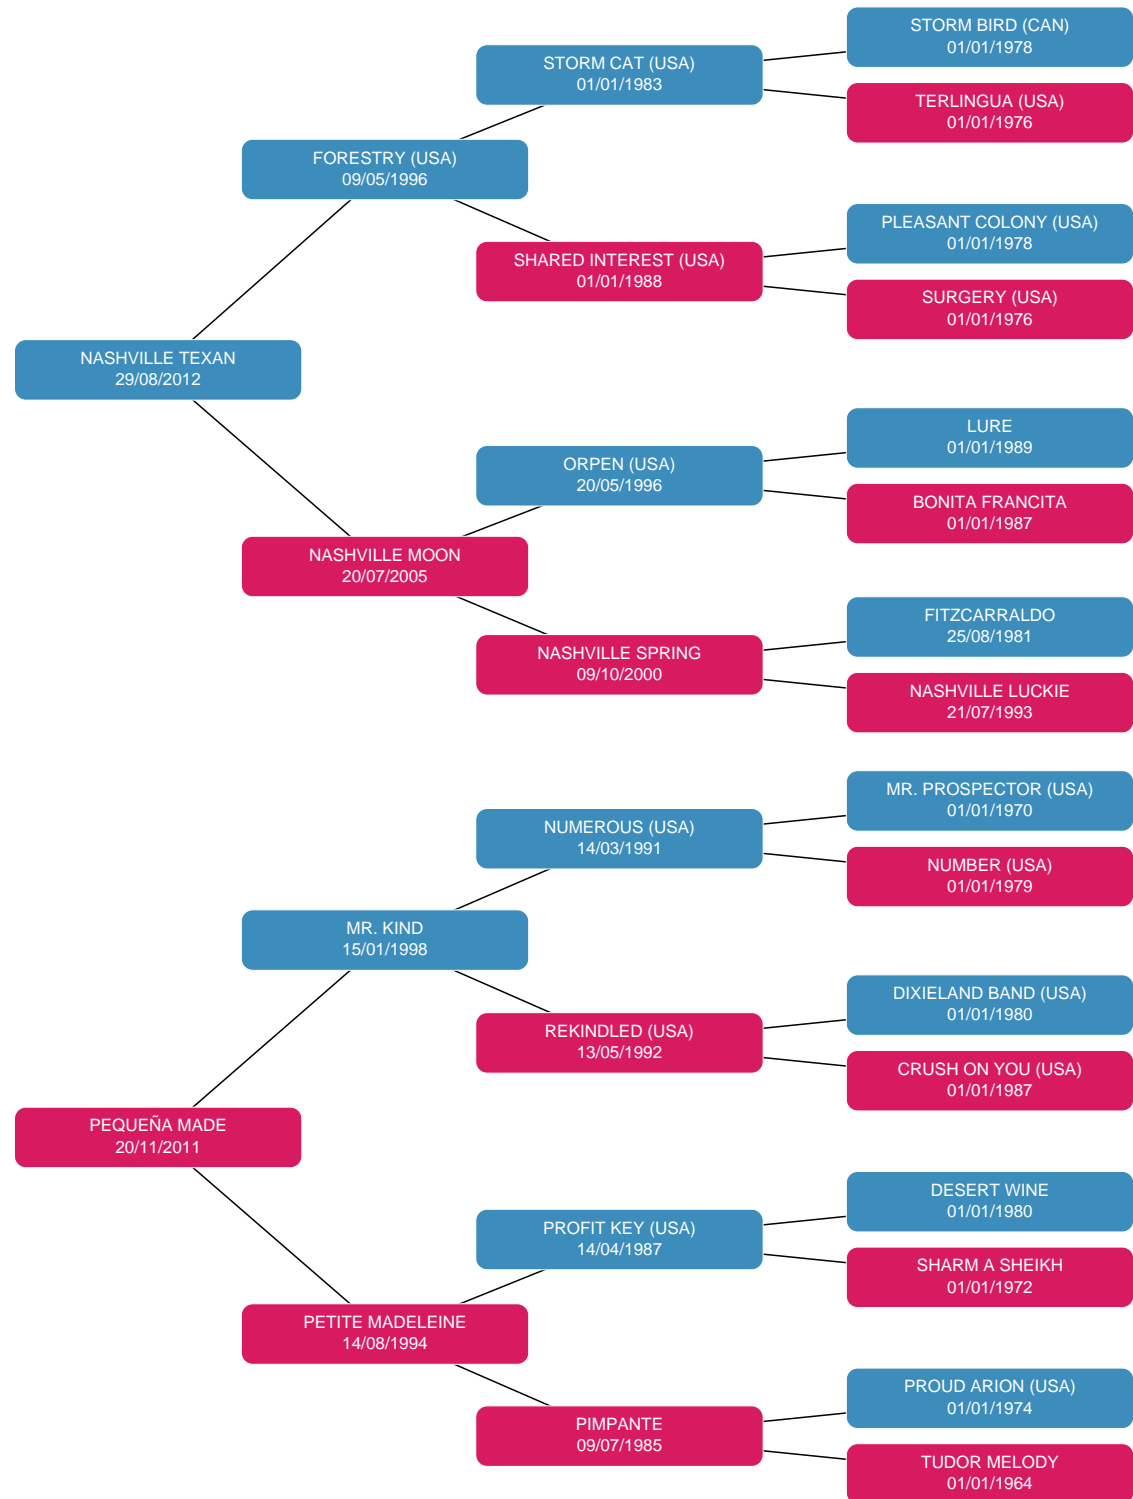 STORM BIRD (CAN)
01/01/1978
STORM CAT (USA)
01/01/1983
TERLINGUA (USA)
01/01/1976
FORESTRY (USA)
09/05/1996
PLEASANT COLONY (USA)
01/01/1978
SHARED INTEREST (USA)
01/01/1988
SURGERY (USA)
01/01/1976
NASHVILLE TEXAN
29/08/2012
LURE
01/01/1989
ORPEN (USA)
20/05/1996
BONITA FRANCITA
01/01/1987
NASHVILLE MOON
20/07/2005
FITZCARRALDO
25/08/1981
NASHVILLE SPRING
09/10/2000
NASHVILLE LUCKIE
21/07/1993
MR. PROSPECTOR (USA)
01/01/1970
NUMEROUS (USA)
14/03/1991
NUMBER (USA)
01/01/1979
MR. KIND
15/01/1998
DIXIELAND BAND (USA)
01/01/1980
REKINDLED (USA)
13/05/1992
CRUSH ON YOU (USA)
01/01/1987
PEQUEÑA MADE
20/11/2011
DESERT WINE
01/01/1980
PROFIT KEY (USA)
14/04/1987
SHARM A SHEIKH
01/01/1972
PETITE MADELEINE
14/08/1994
PROUD ARION (USA)
01/01/1974
PIMPANTE
09/07/1985
TUDOR MELODY
01/01/1964